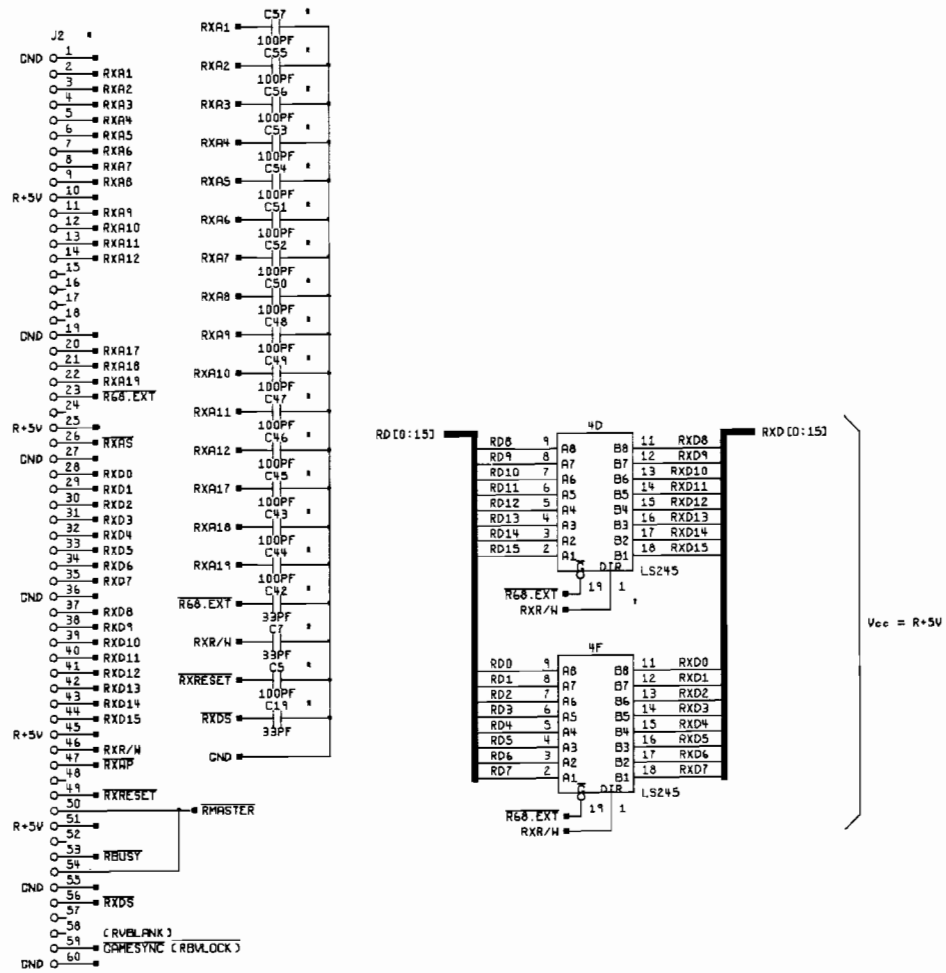 J2
GND 1
2 RXA1
3 RXA2
4 RXA3
5 RXA4
6 RXA5
7 RXA6
8 RXA7
9 RXA8
R+5V 10
11 RXA9
12 RXA10
13 RXA11
14 RXA12
15
16
17
18
GND 19
20 RXA17
21 RXA18
22 RXA19
23 R68.EXT
24
R+5V 25
26 RXAS
GND 27
28 RXD0
29 RXD1
30 RXD2
31 RXD3
32 RXD4
33 RXD5
34 RXD6
35 RXD7
GND 36
37 RXD8
38 RXD9
39 RXD10
40 RXD11
41 RXD12
42 RXD13
43 RXD14
44 RXD15
R+5V 45
46 RXR/W
47 RXWP
48
49 RXRESET
50 RMASTER
R+5V 51
52
53 RBUSY
54
GND 55
56 RXDS
57
58 (RVBLANK)
59 GAMESYNC (RBVLOCK)
GND 60
C57
RXA1
100PF
C55
RXA2
100PF
C56
RXA3
100PF
C53
RXA4
100PF
C54
RXA5
100PF
C51
RXA6
100PF
C52
RXA7
100PF
C50
RXA8
100PF
C48
RXA9
100PF
C49
RXA10
100PF
C47
RXA11
100PF
C46
RXA12
100PF
C45
RXA17
100PF
C43
RXA18
100PF
C44
RXA19
100PF
C42
R68.EXT
33PF
C7
RXR/W
33PF
C5
RXRESET
100PF
C19
RXDS
33PF
GND
RD[0:15] 4D RXD[0:15]
RD8 9 A8 B8 11 RXD8
RD9 8 A7 B7 12 RXD9
RD10 7 A6 B6 13 RXD10
RD11 6 A5 B5 14 RXD11
RD12 5 A4 B4 15 RXD12
RD13 4 A3 B3 16 RXD13
RD14 3 A2 B2 17 RXD14
RD15 2 A1 B1 18 RXD15
DIR LS245
R68.EXT 19 1
RXR/W
4F
RD0 9 A8 B8 11 RXD0
RD1 8 A7 B7 12 RXD1
RD2 7 A6 B6 13 RXD2
RD3 6 A5 B5 14 RXD3
RD4 5 A4 B4 15 RXD4
RD5 4 A3 B3 16 RXD5
RD6 3 A2 B2 17 RXD6
RD7 2 A1 B1 18 RXD7
DIR LS245
R68.EXT 19 1
RXR/W
Vcc = R+5V